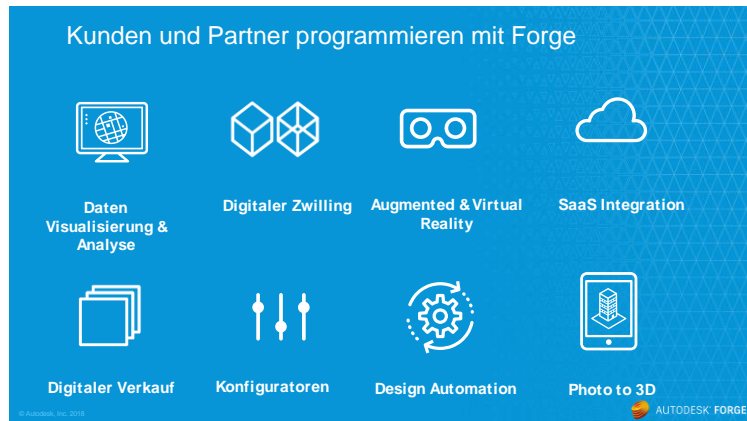 Kunden und Partner programmieren mit Forge
Daten
Visualisierung &
Analyse
Digitaler Zwilling
Augmented & Virtual
Reality
SaaS Integration
Digitaler Verkauf
Konfiguratoren
Design Automation
Photo to 3D
© Autodesk, Inc. 2018
AUTODESK® FORGE